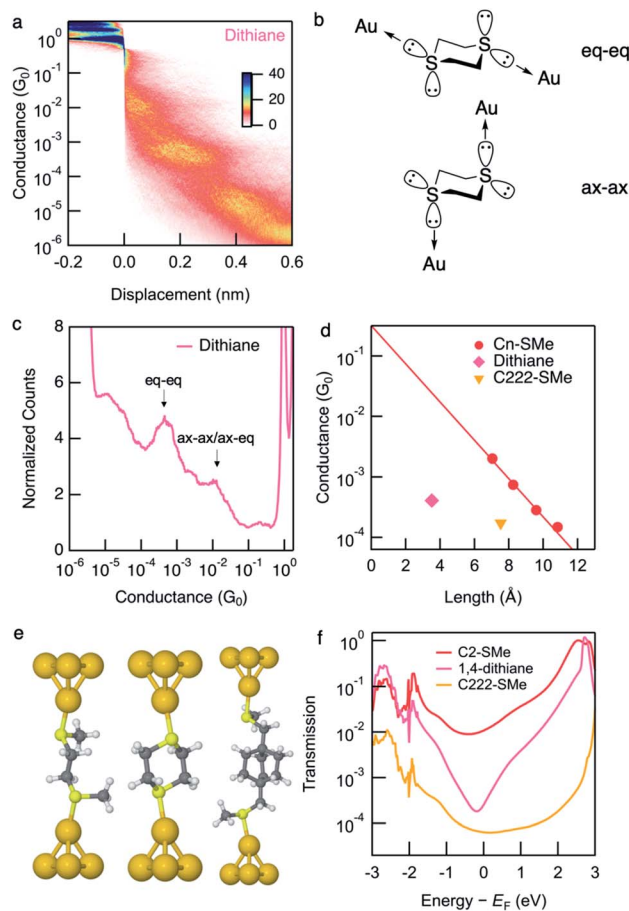 a
Dithiane
Conductance (G0)
10^0
10^-1
10^-2
10^-3
10^-4
10^-5
10^-6
40
20
0
-0.2
0.0
0.2
0.4
0.6
Displacement (nm)
b
Au
S
S
Au
eq-eq
Au
S
S
Au
ax-ax
c
Normalized Counts
8
6
4
2
0
Dithiane
eq-eq
ax-ax/ax-eq
10^-6 10^-5 10^-4 10^-3 10^-2 10^-1 10^0
Conductance (G0)
d
Conductance (G0)
10^-1
10^-2
10^-3
10^-4
Cn-SMe
Dithiane
C222-SMe
0 2 4 6 8 10 12
Length (Å)
e
f
Transmission
10^0
10^-1
10^-2
10^-3
10^-4
C2-SMe
1,4-dithiane
C222-SMe
-3 -2 -1 0 1 2 3
Energy − EF (eV)